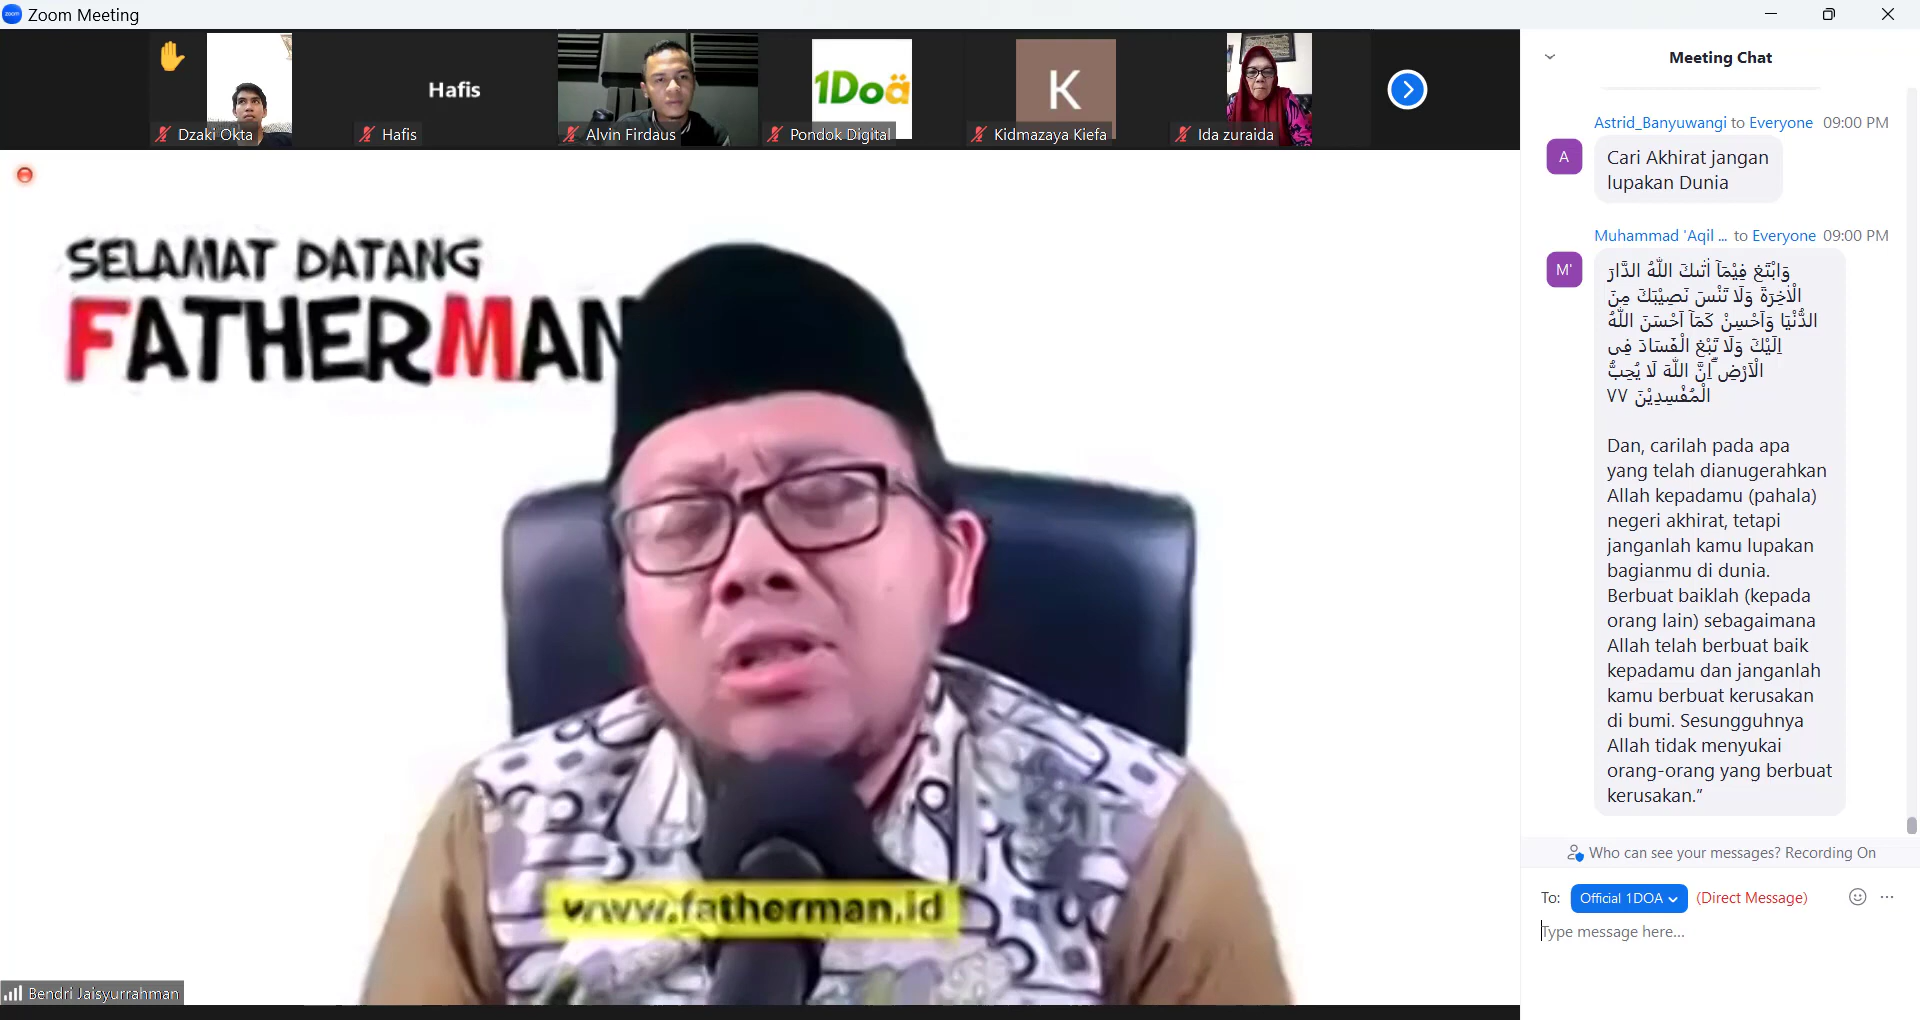 Zoom Meeting
Dzaki Okta
Hafis
Hafis
Alvin Firdaus
1Doä
Pondok Digital
K
Kidmazaya Kiefa
Ida zuraida
SELAMAT DATANG
FATHERMAN
www.fatherman.id
Bendri Jaisyurrahman
Meeting Chat
Astrid_Banyuwangi to Everyone 09:00 PM
A
Cari Akhirat jangan
lupakan Dunia
Muhammad 'Aqil ... to Everyone 09:00 PM
M'
وَابْتَغِ فِيْمَآ اٰتٰىكَ اللّٰهُ الدَّارَ
الْاٰخِرَةَ وَلَا تَنْسَ نَصِيْبَكَ مِنَ
الدُّنْيَا وَاَحْسِنْ كَمَآ اَحْسَنَ اللّٰهُ
اِلَيْكَ وَلَا تَبْغِ الْفَسَادَ فِى
الْاَرْضِۗ اِنَّ اللّٰهَ لَا يُحِبُّ
الْمُفْسِدِيْنَ ٧٧
Dan, carilah pada apa
yang telah dianugerahkan
Allah kepadamu (pahala)
negeri akhirat, tetapi
janganlah kamu lupakan
bagianmu di dunia.
Berbuat baiklah (kepada
orang lain) sebagaimana
Allah telah berbuat baik
kepadamu dan janganlah
kamu berbuat kerusakan
di bumi. Sesungguhnya
Allah tidak menyukai
orang-orang yang berbuat
kerusakan.”
Who can see your messages? Recording On
To: Official 1DOA (Direct Message)
Type message here...